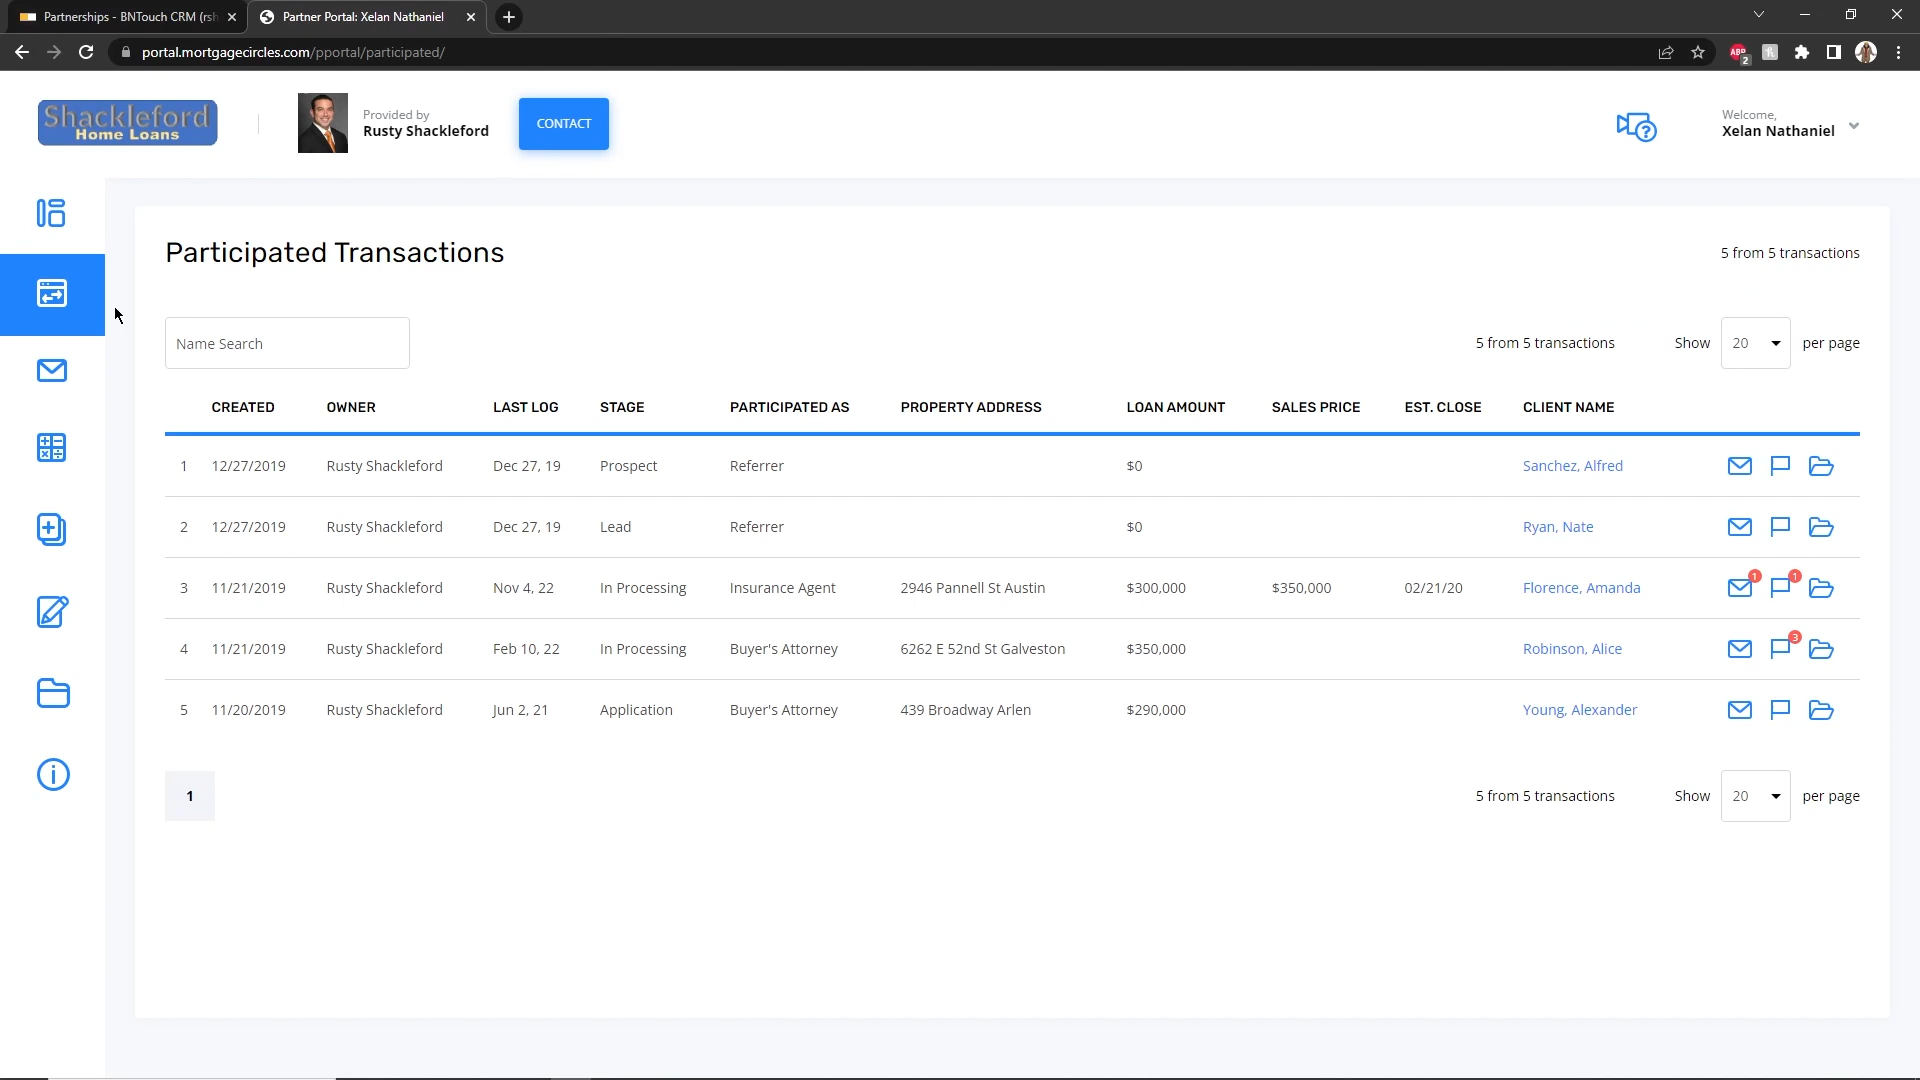 Partnerships - BNTouch CRM (rsh
Partner Portal: Xelan Nathaniel
portal.mortgagecircles.com/pportal/participated/
ABP
2
Shackleford
Home Loans
Provided by
Rusty Shackleford
CONTACT
Welcome,
Xelan Nathaniel
Participated Transactions
5 from 5 transactions
Name Search
5 from 5 transactions Show 20 per page
CREATED OWNER LAST LOG STAGE PARTICIPATED AS PROPERTY ADDRESS LOAN AMOUNT SALES PRICE EST. CLOSE CLIENT NAME
1 12/27/2019 Rusty Shackleford Dec 27, 19 Prospect Referrer $0 Sanchez, Alfred
2 12/27/2019 Rusty Shackleford Dec 27, 19 Lead Referrer $0 Ryan, Nate
3 11/21/2019 Rusty Shackleford Nov 4, 22 In Processing Insurance Agent 2946 Pannell St Austin $300,000 $350,000 02/21/20 Florence, Amanda 1 1
4 11/21/2019 Rusty Shackleford Feb 10, 22 In Processing Buyer's Attorney 6262 E 52nd St Galveston $350,000 Robinson, Alice 3
5 11/20/2019 Rusty Shackleford Jun 2, 21 Application Buyer's Attorney 439 Broadway Arlen $290,000 Young, Alexander
1
5 from 5 transactions Show 20 per page